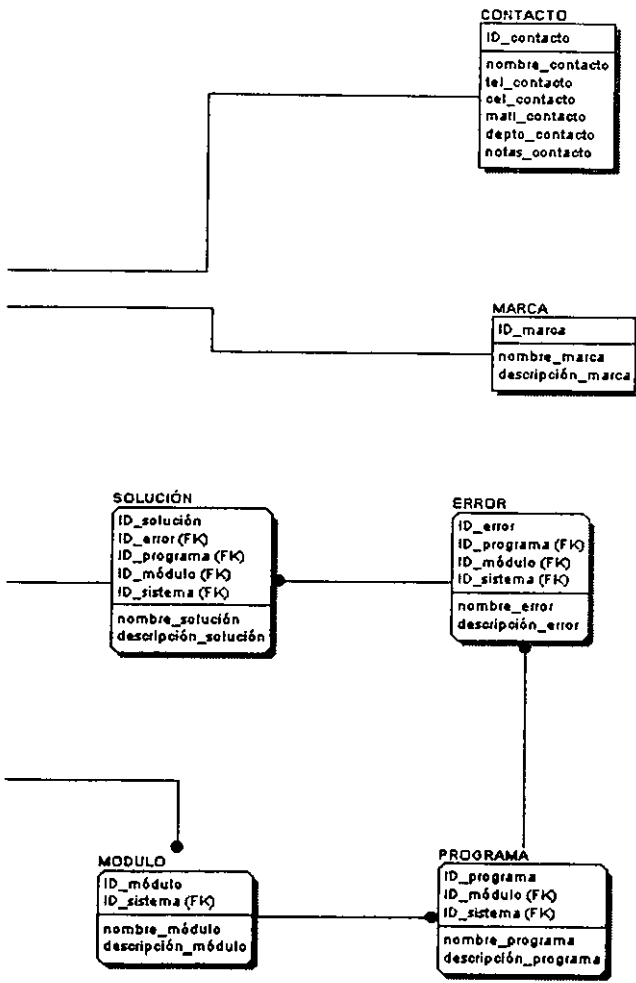 CONTACTO
ID_contacto
nombre_contacto
tel_contacto
cel_contacto
mail_contacto
depto_contacto
notas_contacto
MARCA
ID_marca
nombre_marca
descripción_marca
SOLUCIÓN
ID_solución
ID_error (FK)
ID_programa (FK)
ID_módulo (FK)
ID_sistema (FK)
nombre_solución
descripción_solución
ERROR
ID_error
ID_programa (FK)
ID_módulo (FK)
ID_sistema (FK)
nombre_error
descripción_error
MODULO
ID_módulo
ID_sistema (FK)
nombre_módulo
descripción_módulo
PROGRAMA
ID_programa
ID_módulo (FK)
ID_sistema (FK)
nombre_programa
descripción_programa